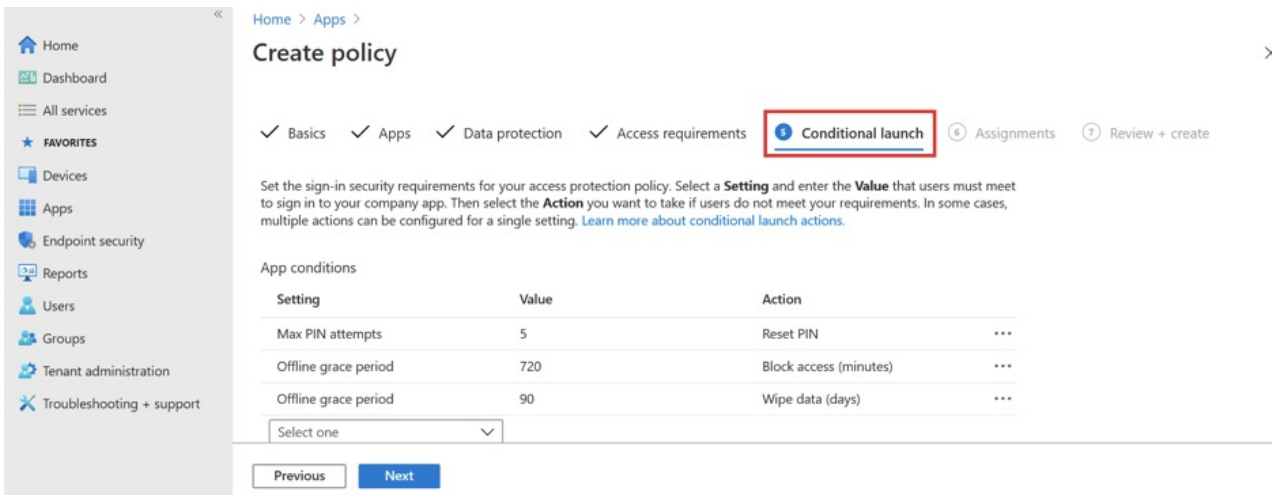 «
Home
Dashboard
All services
FAVORITES
Devices
Apps
Endpoint security
Reports
Users
Groups
Tenant administration
Troubleshooting + support
Home > Apps >
Create policy
Basics Apps Data protection Access requirements 5 Conditional launch 6 Assignments 7 Review + create
Set the sign-in security requirements for your access protection policy. Select a Setting and enter the Value that users must meet
to sign in to your company app. Then select the Action you want to take if users do not meet your requirements. In some cases,
multiple actions can be configured for a single setting. Learn more about conditional launch actions.
App conditions
Setting Value Action
Max PIN attempts 5 Reset PIN ...
Offline grace period 720 Block access (minutes) ...
Offline grace period 90 Wipe data (days) ...
Select one
Previous Next